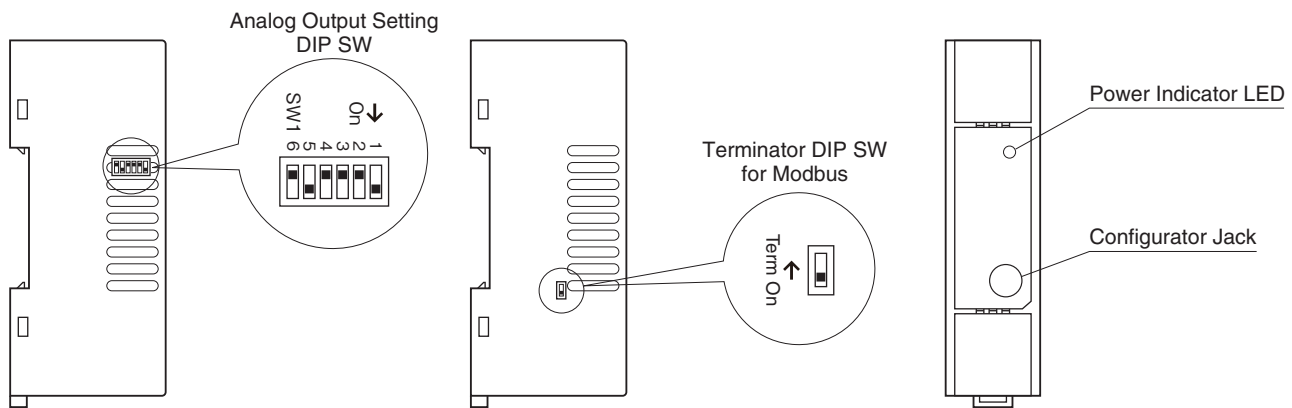 Analog Output Setting
DIP SW
SW1
On
↓
6 5 4 3 2 1
Terminator DIP SW
for Modbus
Term On
↑
Power Indicator LED
Configurator Jack